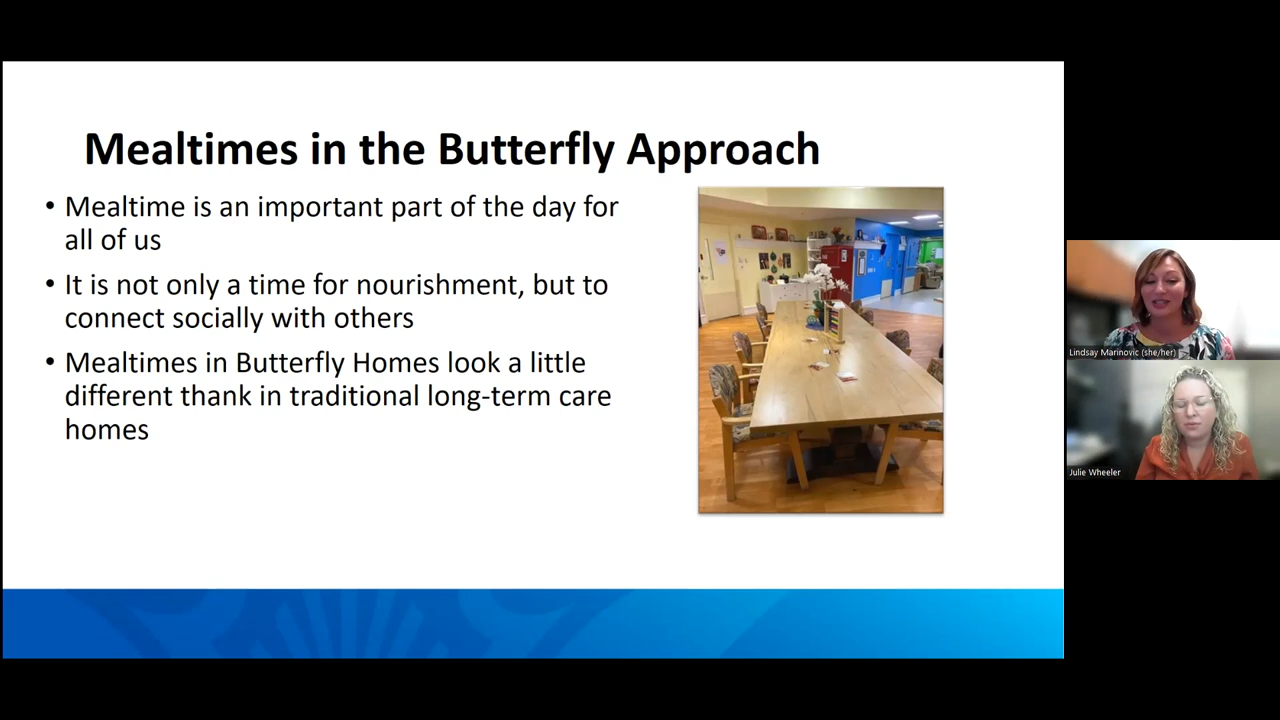 Mealtimes in the Butterfly Approach
• Mealtime is an important part of the day for
all of us
• It is not only a time for nourishment, but to
connect socially with others
• Mealtimes in Butterfly Homes look a little
different thank in traditional long-term care
homes
Lindsay Marinovic (she/her)
Julie Wheeler